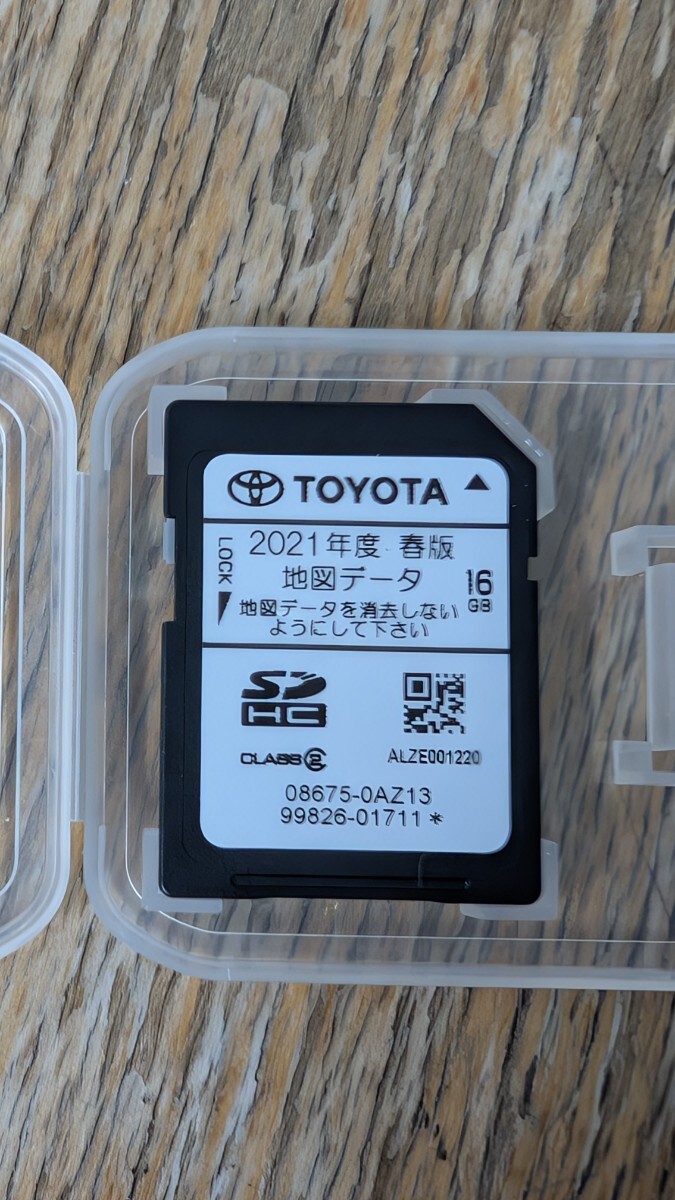 TOYOTA ▲
LOCK
2021年度 春版
地図データ
16
GB
地図データを消去しない
ようにして下さい
SD
HC
CLASS②
ALZE001220
08675-0AZ13
99826-01711*